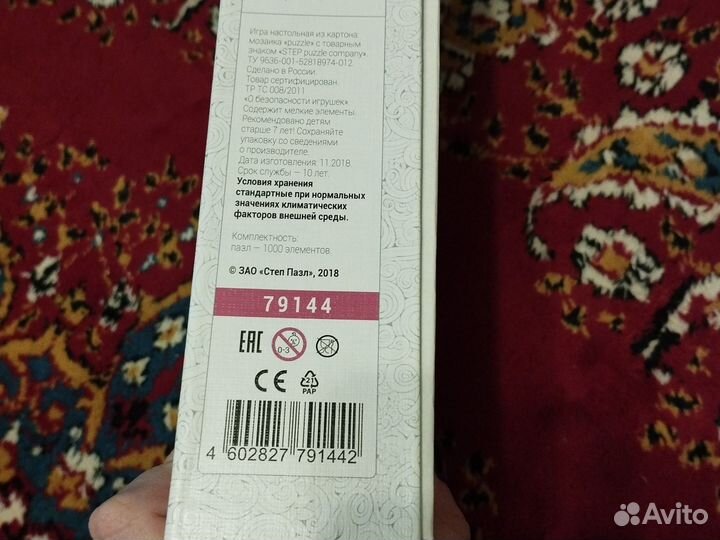 Игра настольная из картона:
мозаика «puzzle» с товарным
знаком «STEP puzzle company».
ТУ 9636-001-52818974-012.
Сделано в России.
Товар сертифицирован.
ТР ТС 008/2011
«О безопасности игрушек»
Содержит мелкие элементы.
Рекомендовано детям
старше 7 лет! Сохраняйте
упаковку со сведениями
о производителе.
Дата изготовления: 11.2018.
Срок службы – 10 лет.
Условия хранения
стандартные при нормальных
значениях климатических
факторов внешней среды.
Комплектность:
пазл – 1000 элементов.
© ЗАО «Степ Пазл», 2018
79144
EAC
0-3
CE
21
PAP
4 602827 791442
Avito